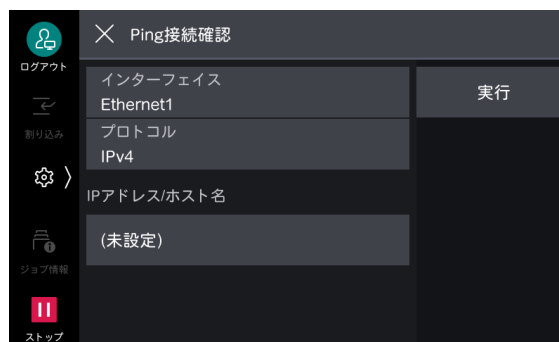 ログアウト
割り込み
ジョブ情報
ストップ
Ping接続確認
インターフェイス
Ethernet1
プロトコル
IPv4
IPアドレス/ホスト名
(未設定)
実行